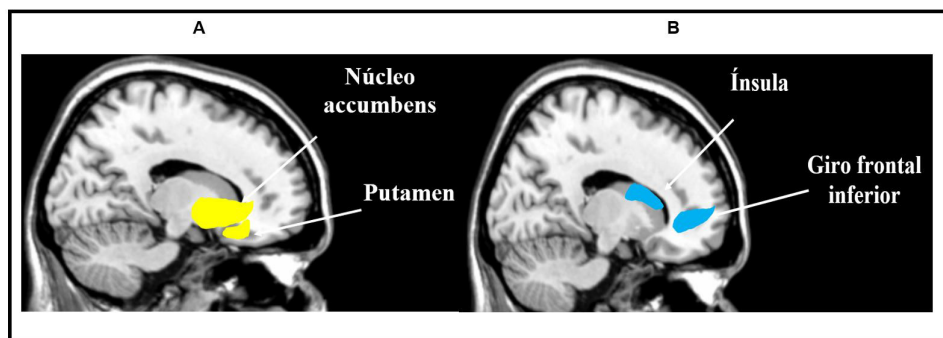 A
B
Núcleo
accumbens
Putamen
Ínsula
Giro frontal
inferior